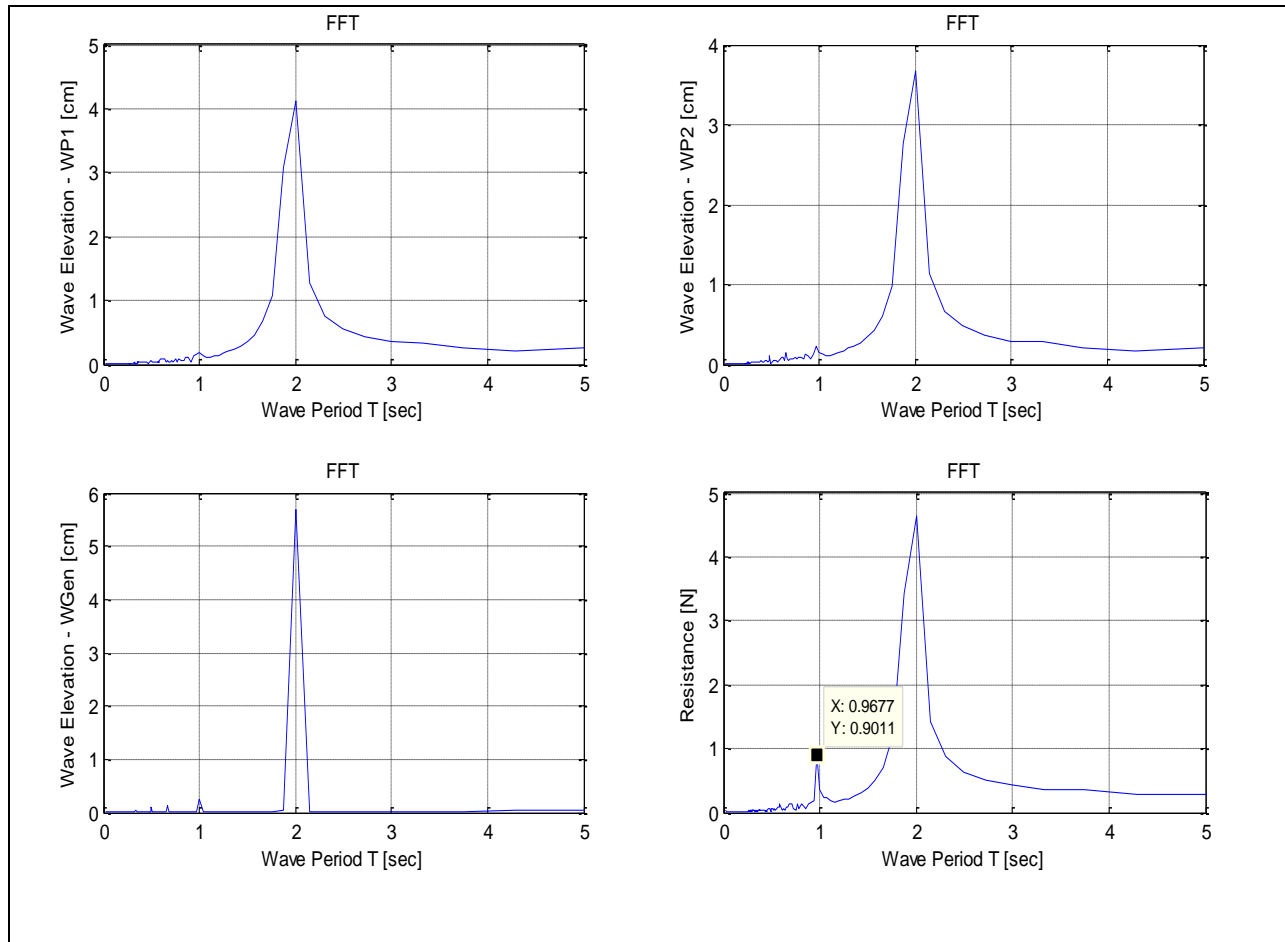 FFT
5
4
3
2
1
0
Wave Elevation - WP1 [cm]
0 1 2 3 4 5
Wave Period T [sec]
FFT
4
3
2
1
0
Wave Elevation - WP2 [cm]
0 1 2 3 4 5
Wave Period T [sec]
FFT
6
5
4
3
2
1
0
Wave Elevation - WGen [cm]
0 1 2 3 4 5
Wave Period T [sec]
FFT
5
4
3
2
1
0
Resistance [N]
X: 0.9677
Y: 0.9011
0 1 2 3 4 5
Wave Period T [sec]